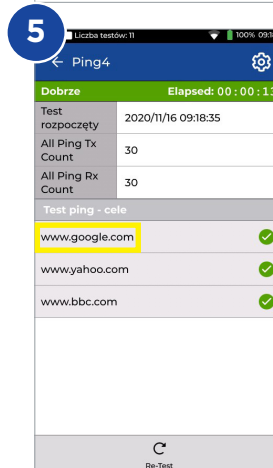 5
Liczba testów: 11 100% 09:18
Ping4
Dobrze Elapsed: 00:00:13
Test rozpoczęty 2020/11/16 09:18:35
All Ping Tx Count 30
All Ping Rx Count 30
Test ping - cele
www.google.com
www.yahoo.com
www.bbc.com
Re-Test